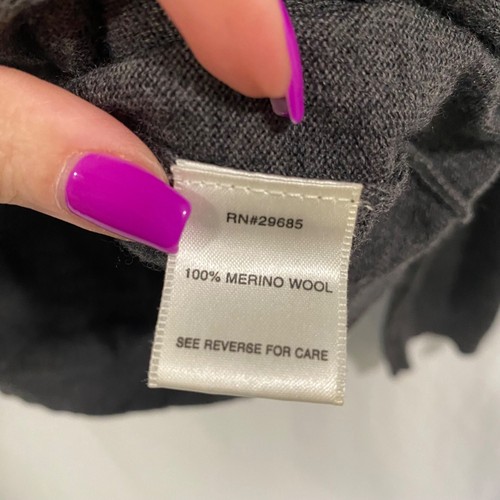 RN#29685
100% MERINO WOOL
SEE REVERSE FOR CARE